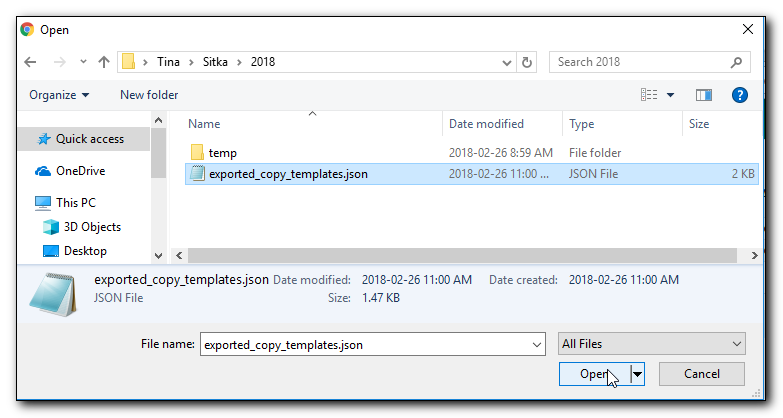 Open
Tina > Sitka > 2018
Search 2018
Organize
New folder
?
Name
Date modified
Type
Size
Quick access
OneDrive
This PC
3D Objects
Desktop
temp
2018-02-26 8:59 AM
File folder
exported_copy_templates.json
2018-02-26 11:00 ...
JSON File
2 KB
exported_copy_templates.json
Date modified: 2018-02-26 11:00 AM
Date created: 2018-02-26 11:00 AM
JSON File
Size: 1.47 KB
File name: exported_copy_templates.json
All Files
Open
Cancel